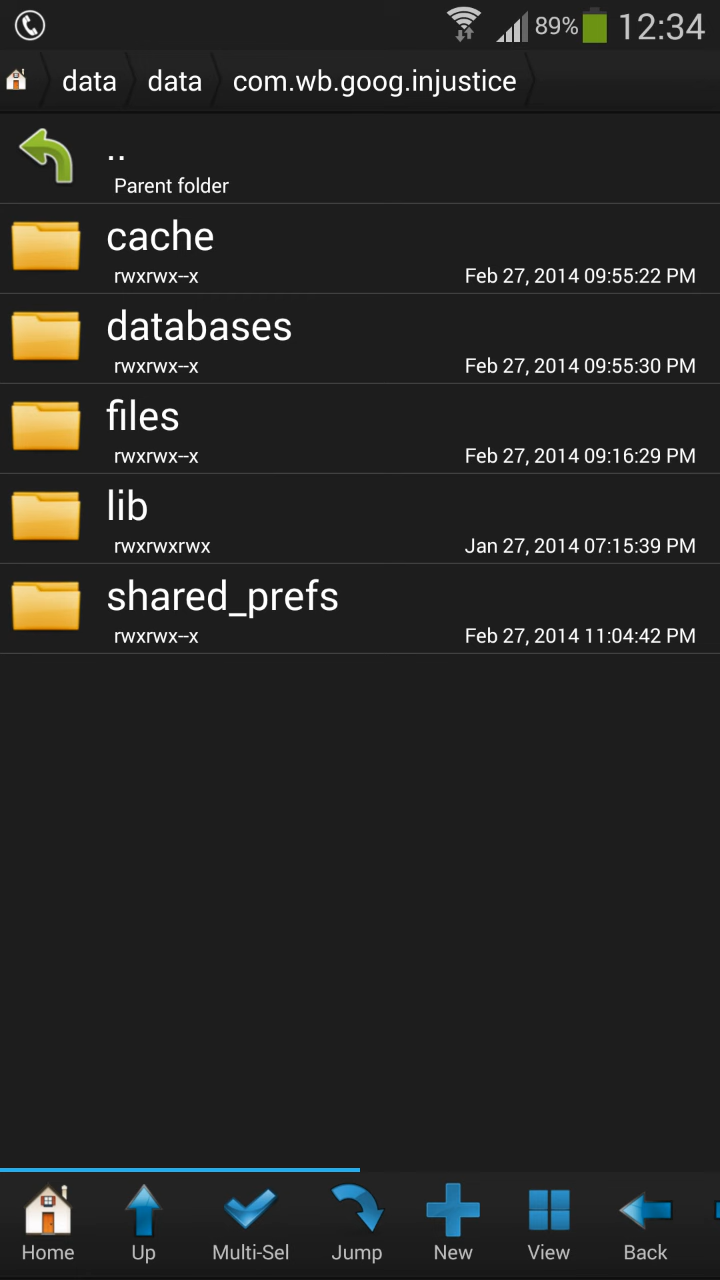 89% 12:34
data data com.wb.goog.injustice
..
Parent folder
cache
rwxrwx--x Feb 27, 2014 09:55:22 PM
databases
rwxrwx--x Feb 27, 2014 09:55:30 PM
files
rwxrwx--x Feb 27, 2014 09:16:29 PM
lib
rwxrwxrwx Jan 27, 2014 07:15:39 PM
shared_prefs
rwxrwx--x Feb 27, 2014 11:04:42 PM
Home Up Multi-Sel Jump New View Back